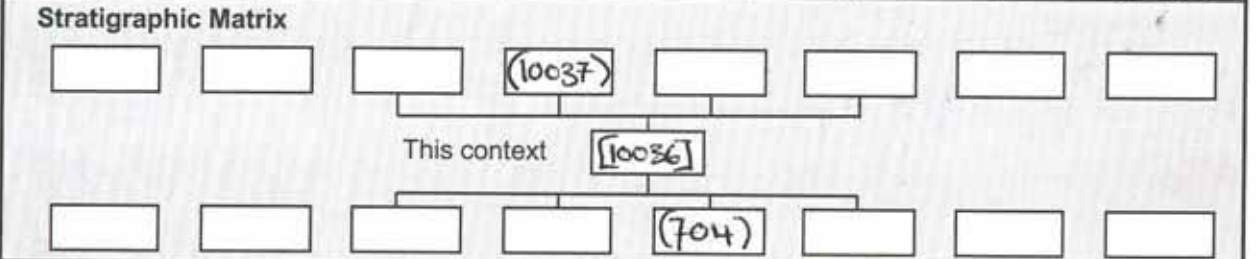 Stratigraphic Matrix
(10037)
This context [10036]
(704)